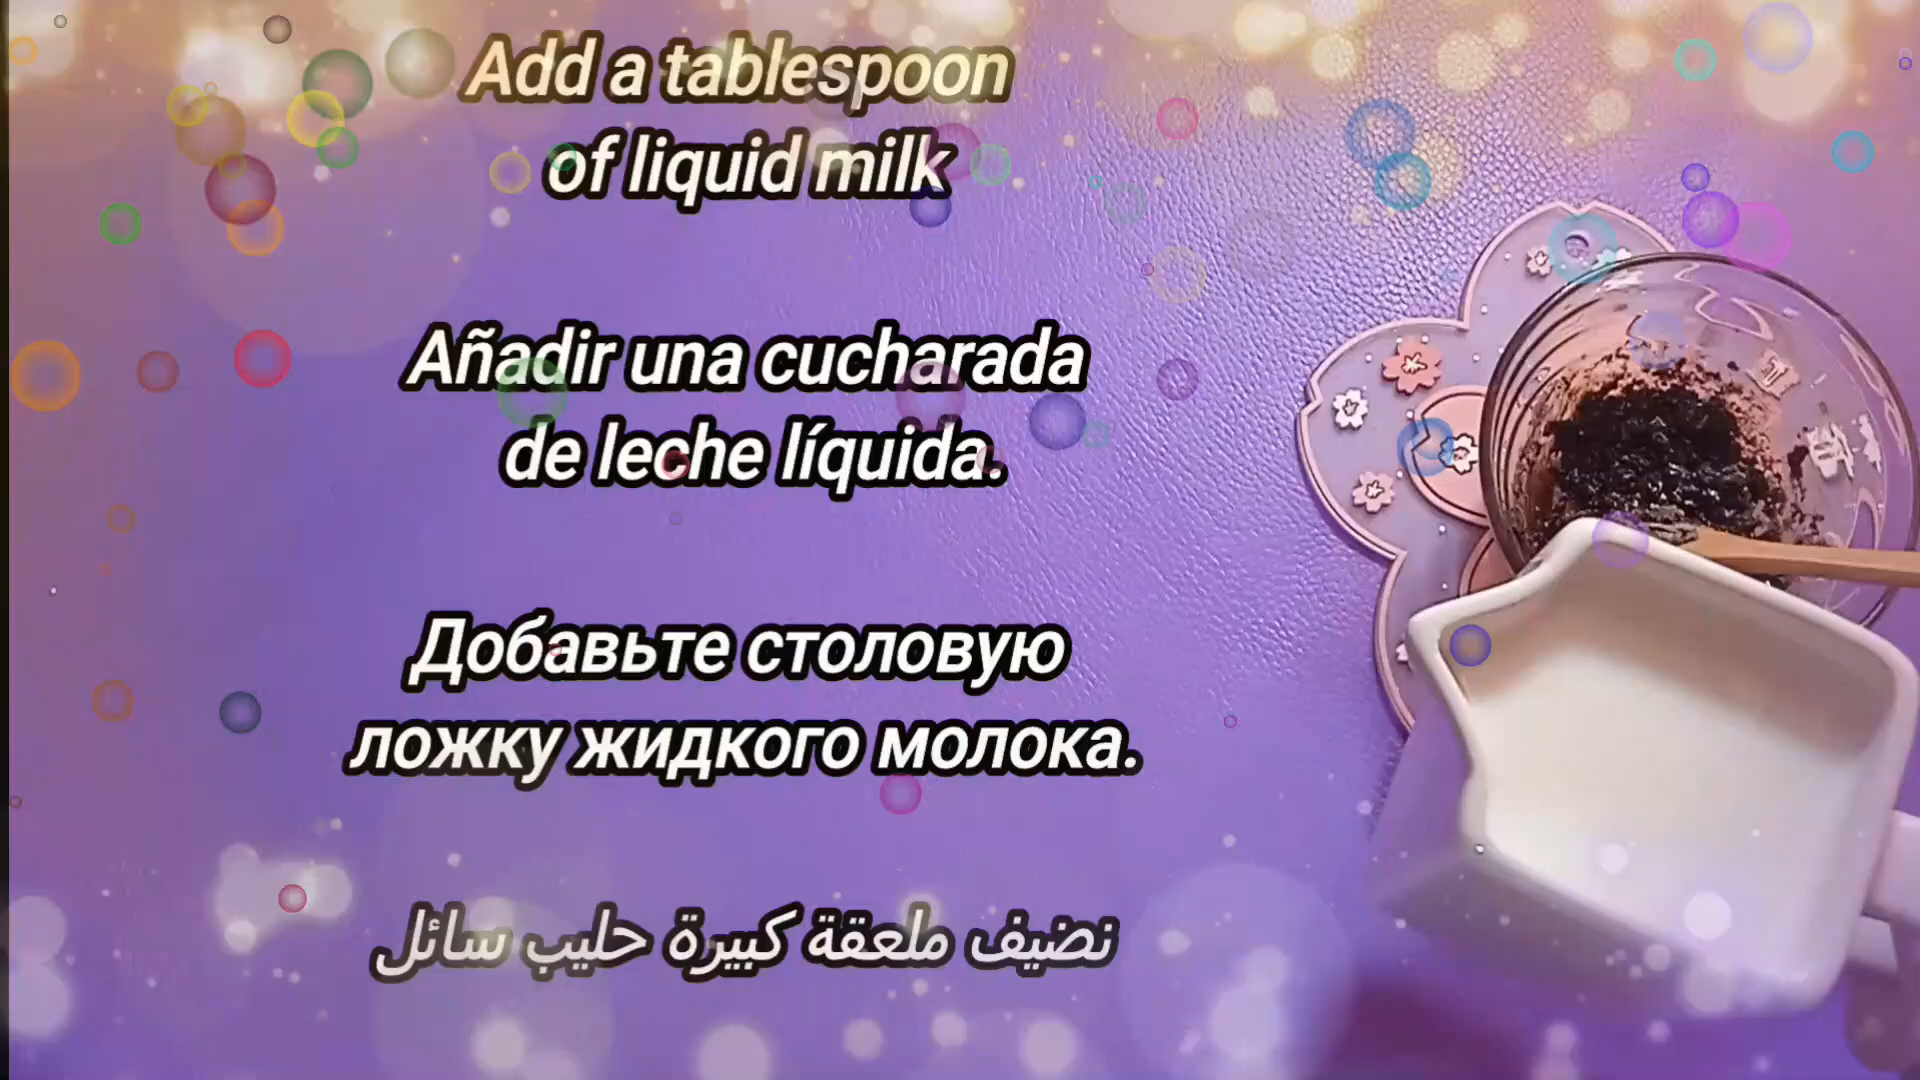 Add a tablespoon
of liquid milk
Añadir una cucharada
de leche líquida.
Добавьте столовую
ложку жидкого молока.
نضيف ملعقة كبيرة حليب سائل